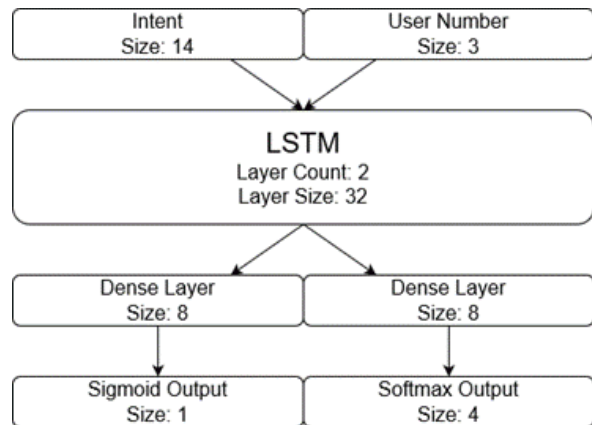 Intent
Size: 14
User Number
Size: 3
LSTM
Layer Count: 2
Layer Size: 32
Dense Layer
Size: 8
Dense Layer
Size: 8
Sigmoid Output
Size: 1
Softmax Output
Size: 4